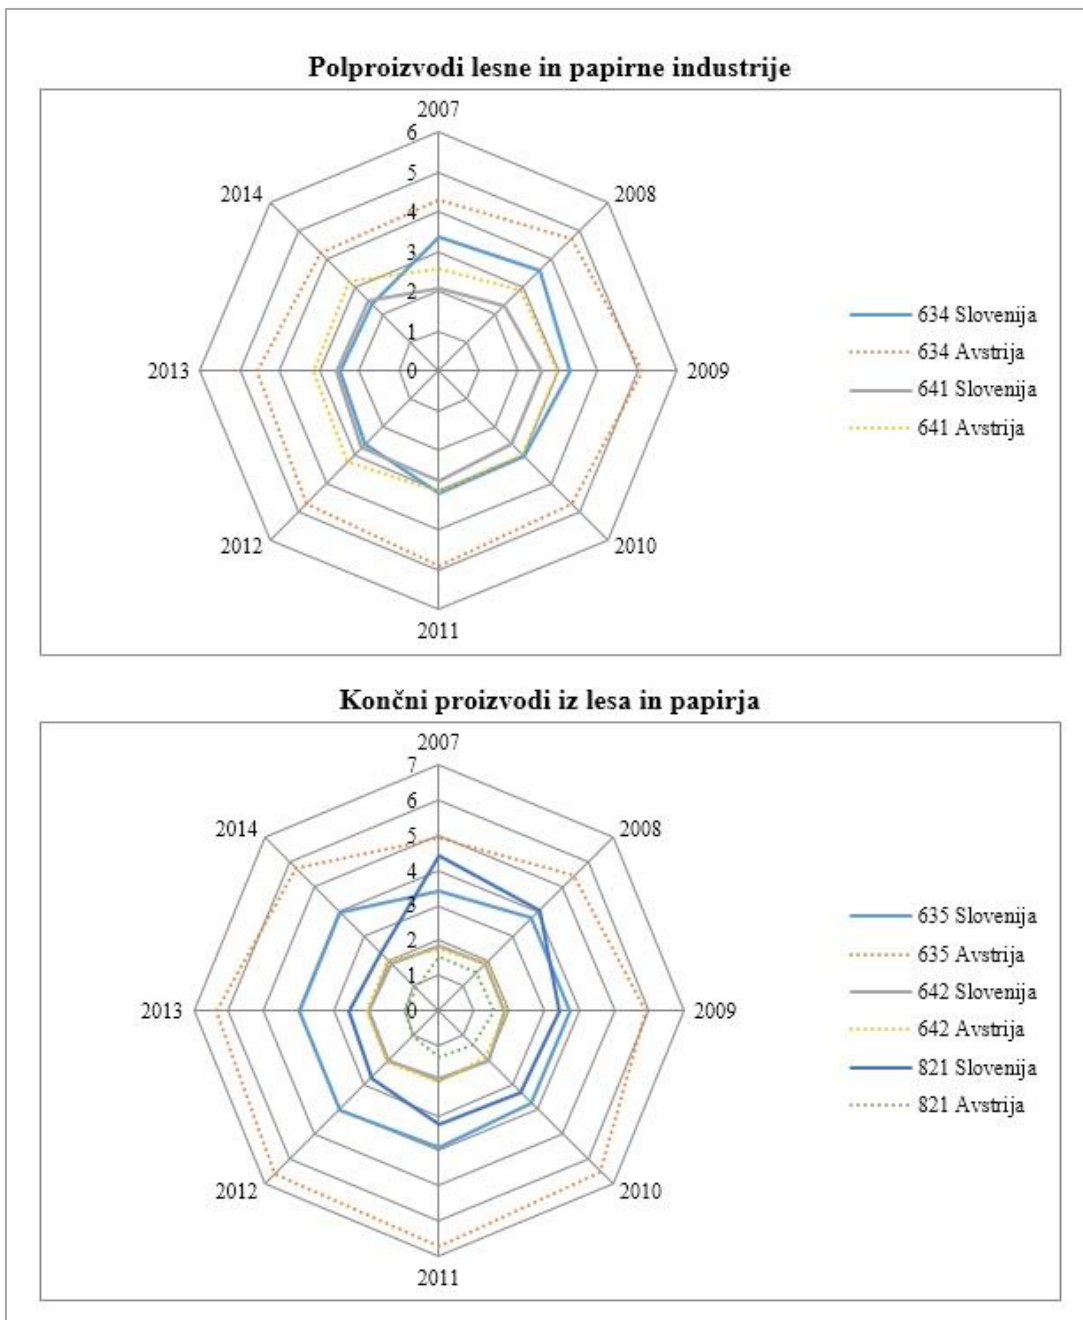 Polproizvodi lesne in papirne industrije
2007
6
5
4
3
2
1
0
2014
2008
2013
2009
2012
2010
2011
634 Slovenija
634 Avstrija
641 Slovenija
641 Avstrija
Končni proizvodi iz lesa in papirja
2007
7
6
5
4
3
2
1
0
2014
2008
2013
2009
2012
2010
2011
635 Slovenija
635 Avstrija
642 Slovenija
642 Avstrija
821 Slovenija
821 Avstrija